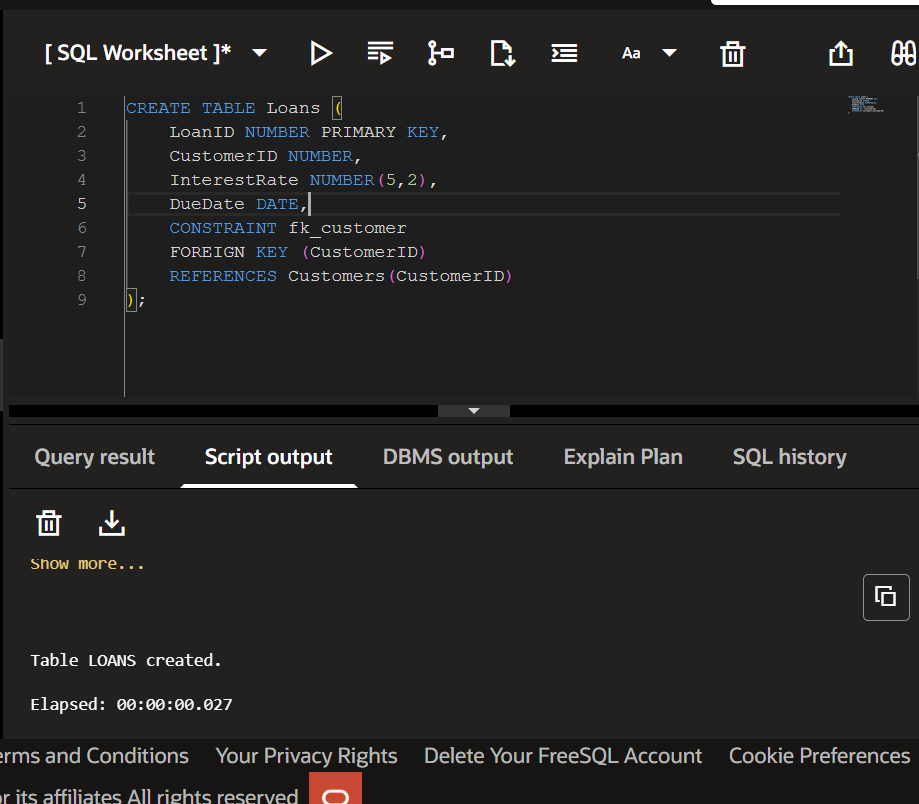 [ SQL Worksheet ]*
Aa
1 CREATE TABLE Loans (
2 LoanID NUMBER PRIMARY KEY,
3 CustomerID NUMBER,
4 InterestRate NUMBER(5,2),
5 DueDate DATE,
6 CONSTRAINT fk_customer
7 FOREIGN KEY (CustomerID)
8 REFERENCES Customers(CustomerID)
9 );
Query result Script output DBMS output Explain Plan SQL history
Show more...
Table LOANS created.
Elapsed: 00:00:00.027
erms and Conditions Your Privacy Rights Delete Your FreeSQL Account Cookie Preferences
or its affiliates All rights reserved